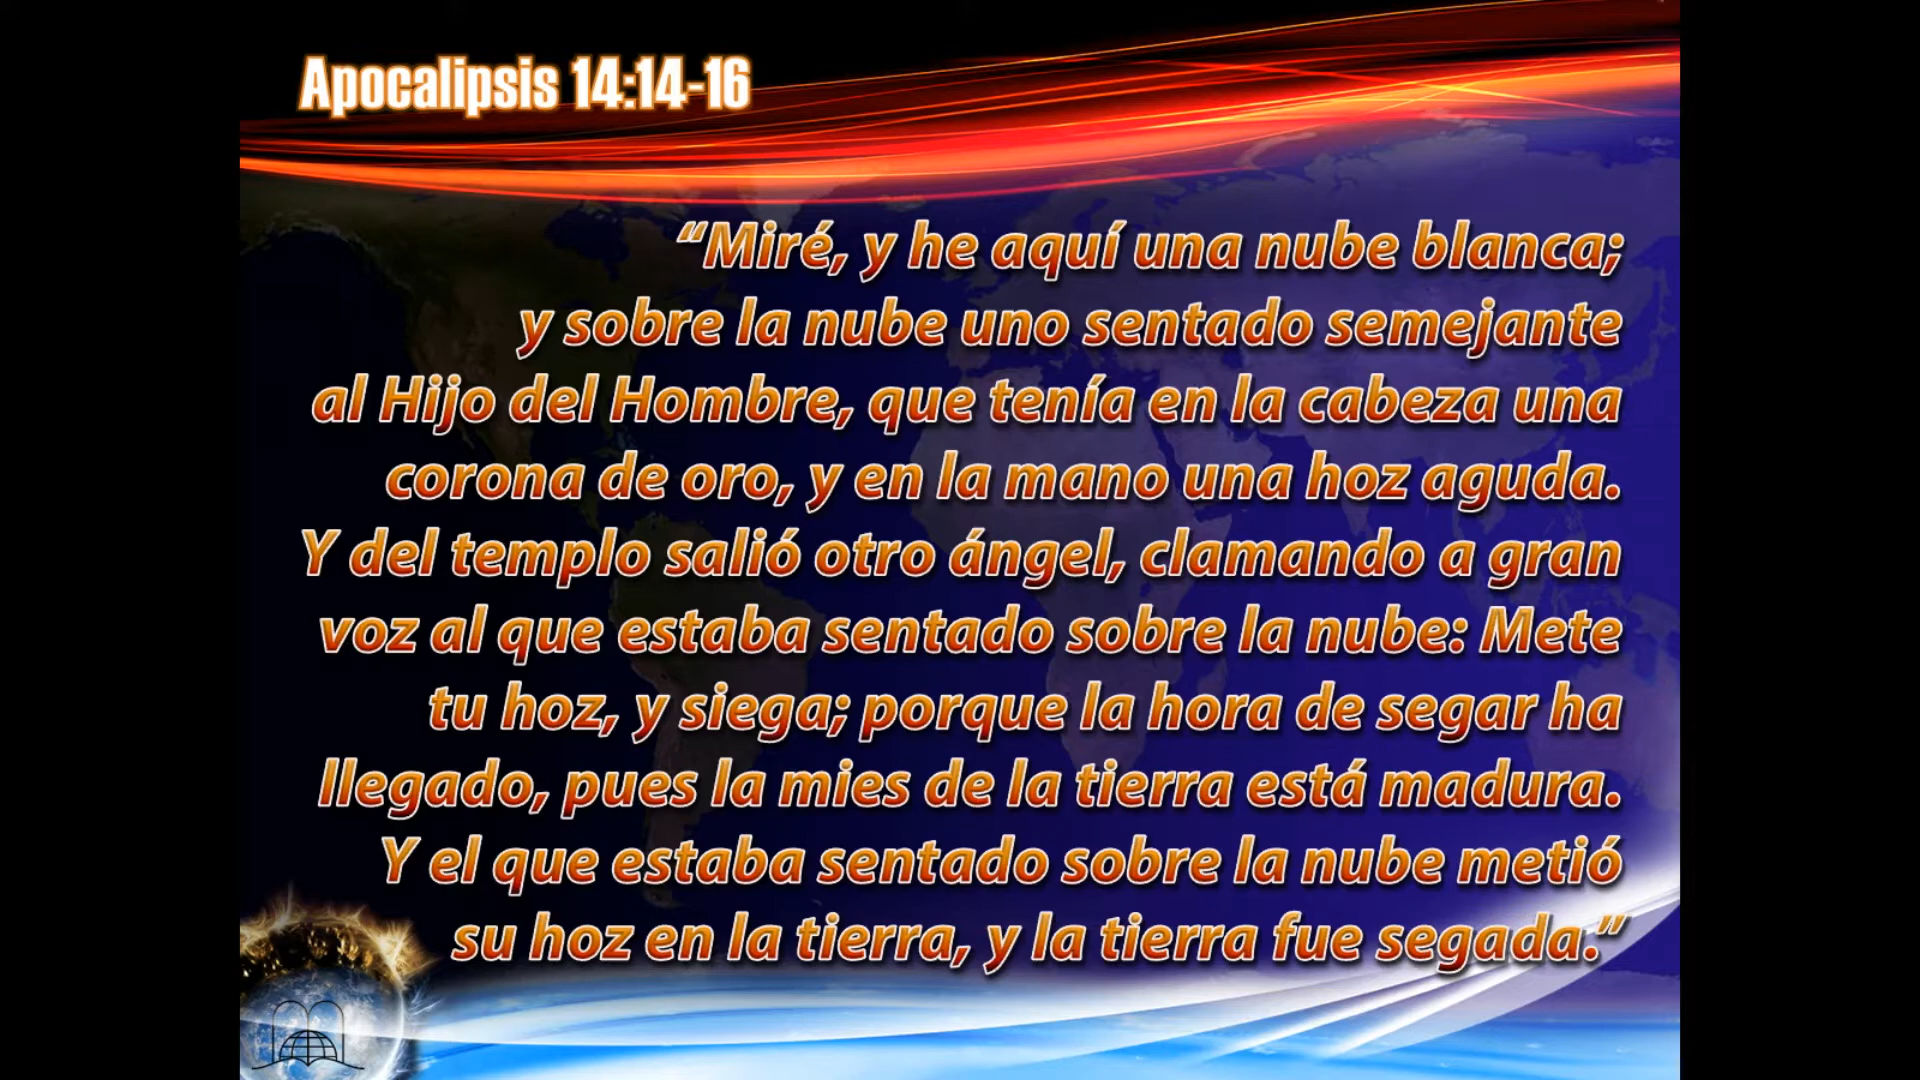 Apocalipsis 14:14-16
“Miré, y he aquí una nube blanca;
y sobre la nube uno sentado semejante
al Hijo del Hombre, que tenía en la cabeza una
corona de oro, y en la mano una hoz aguda.
Y del templo salió otro ángel, clamando a gran
voz al que estaba sentado sobre la nube: Mete
tu hoz, y siega; porque la hora de segar ha
llegado, pues la mies de la tierra está madura.
Y el que estaba sentado sobre la nube metió
su hoz en la tierra, y la tierra fue segada.”